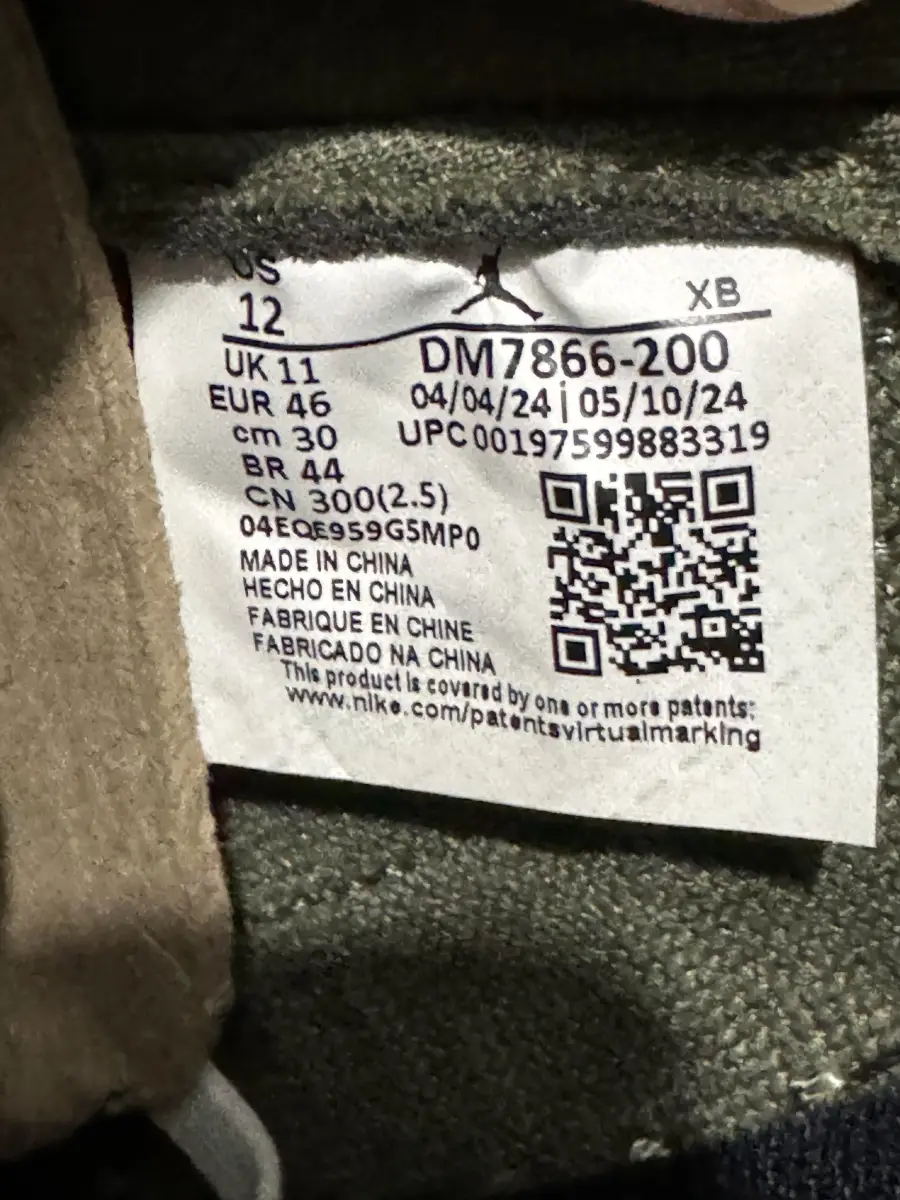 US
12
XB
UK 11
DM7866-200
EUR 46
04/04/24 | 05/10/24
cm 30
UPC 00197599883319
BR 44
CN 300(2.5)
04EQE959G5MP0
MADE IN CHINA
HECHO EN CHINA
FABRIQUE EN CHINE
FABRICADO NA CHINA
This product is covered by one or more patents:
www.nike.com/patentsvirtualmarking